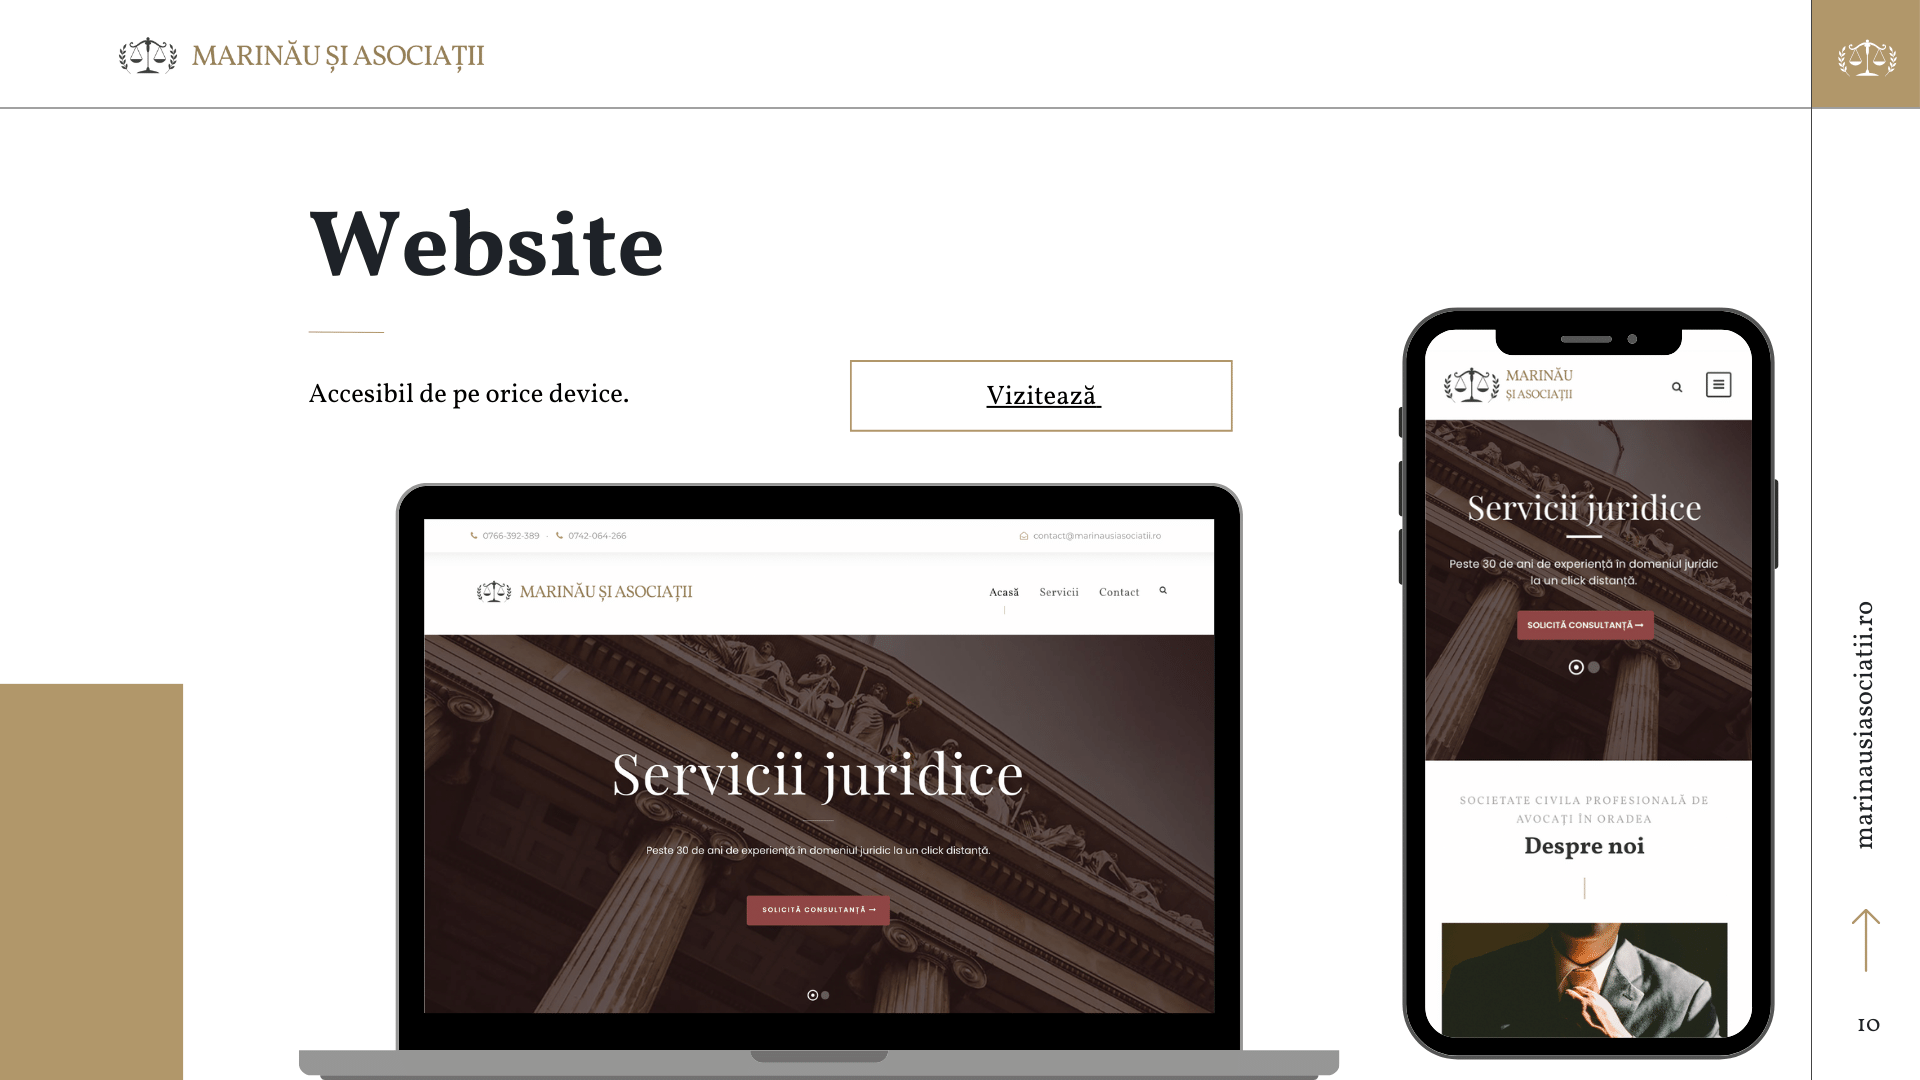 MARINĂU ȘI ASOCIAȚII
Website
Accesibil de pe orice device.
Vizitează
0766-392-389 - 0742-064-266
contact@marinausiasociatii.ro
MARINĂU ȘI ASOCIAȚII
Acasă Servicii Contact
Servicii juridice
Peste 30 de ani de experiență în domeniul juridic la un click distanță.
SOLICITĂ CONSULTANȚĂ →
MARINĂU
ȘI ASOCIAȚII
Servicii juridice
Peste 30 de ani de experiență în domeniul juridic
la un click distanță.
SOLICITĂ CONSULTANȚĂ →
SOCIETATE CIVILA PROFESIONALĂ DE
AVOCAȚI ÎN ORADEA
Despre noi
marinausiasociatii.ro
10